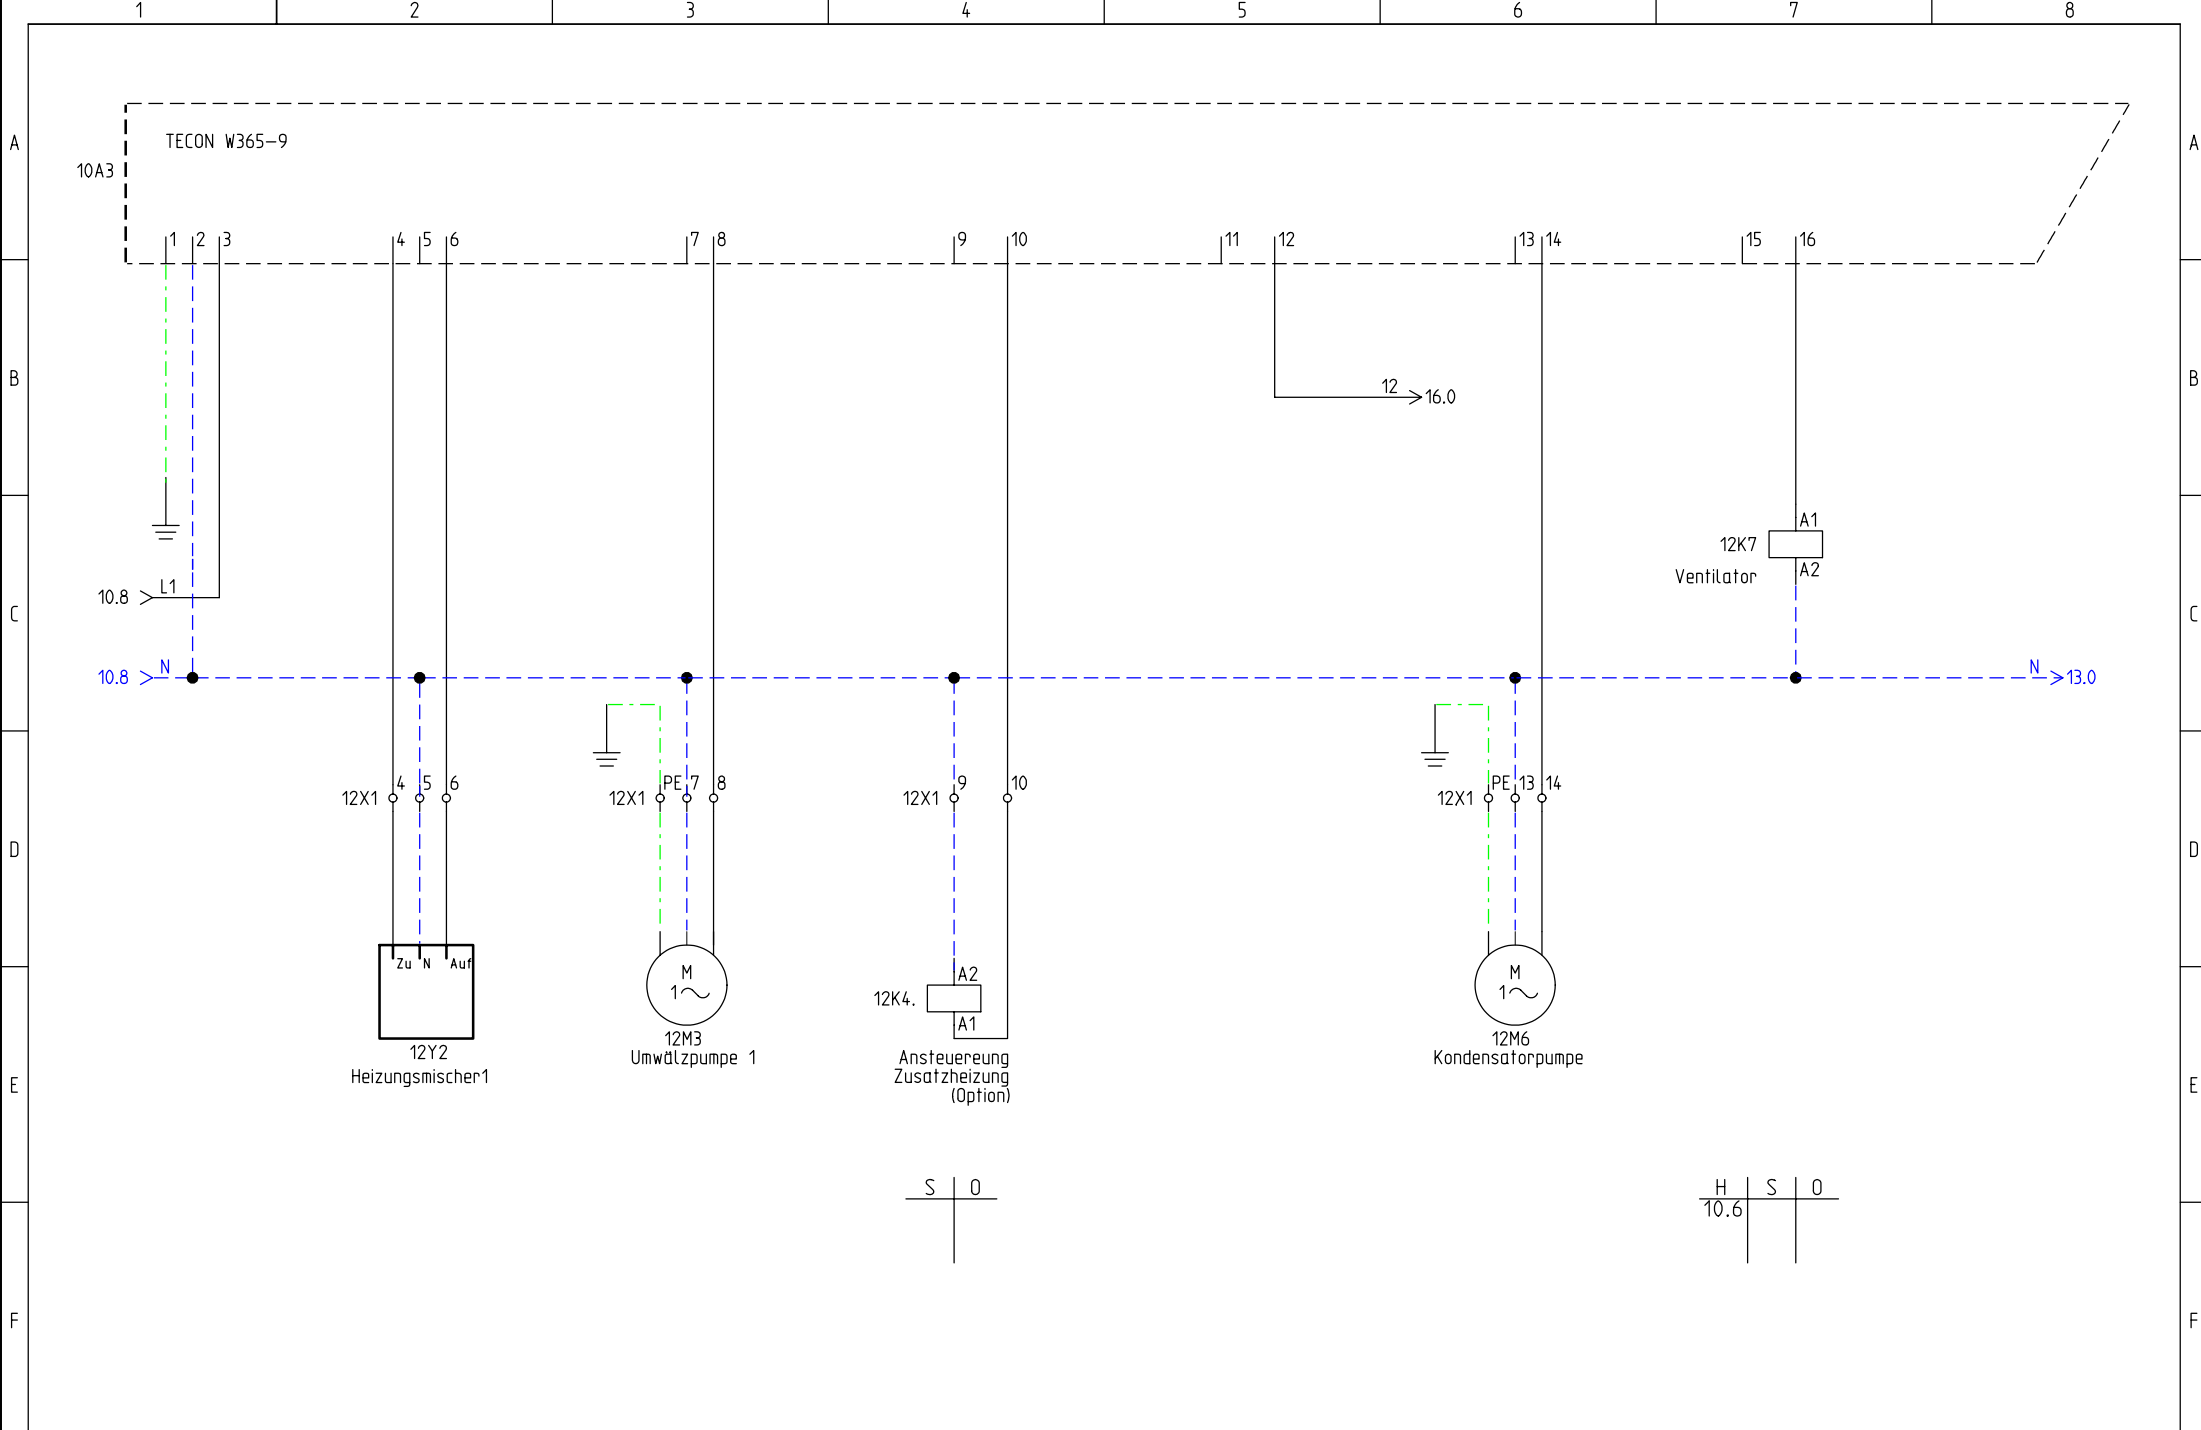 1 2 3 4 5 6 7 8
A TECON W365-9 A
10A3
1 2 3 4 5 6 7 8 9 10 11 12 13 14 15 16
B B
12 16.0
A1
12K7
A2
Ventilator
L1
10.8
C C
N N
10.8 13.0
4 5 6 PE 7 8 9 10 PE 13 14
12X1 12X1 12X1 12X1
D D
Zu N Auf
M A2 M
1 12K4. 1
A1
12Y2 12M3 12M6
Umwälzpumpe 1 Ansteuereung Kondensatorpumpe
Heizungsmischer1 Zusatzheizung
E E
(Option)
S O H S O
10.6
F F